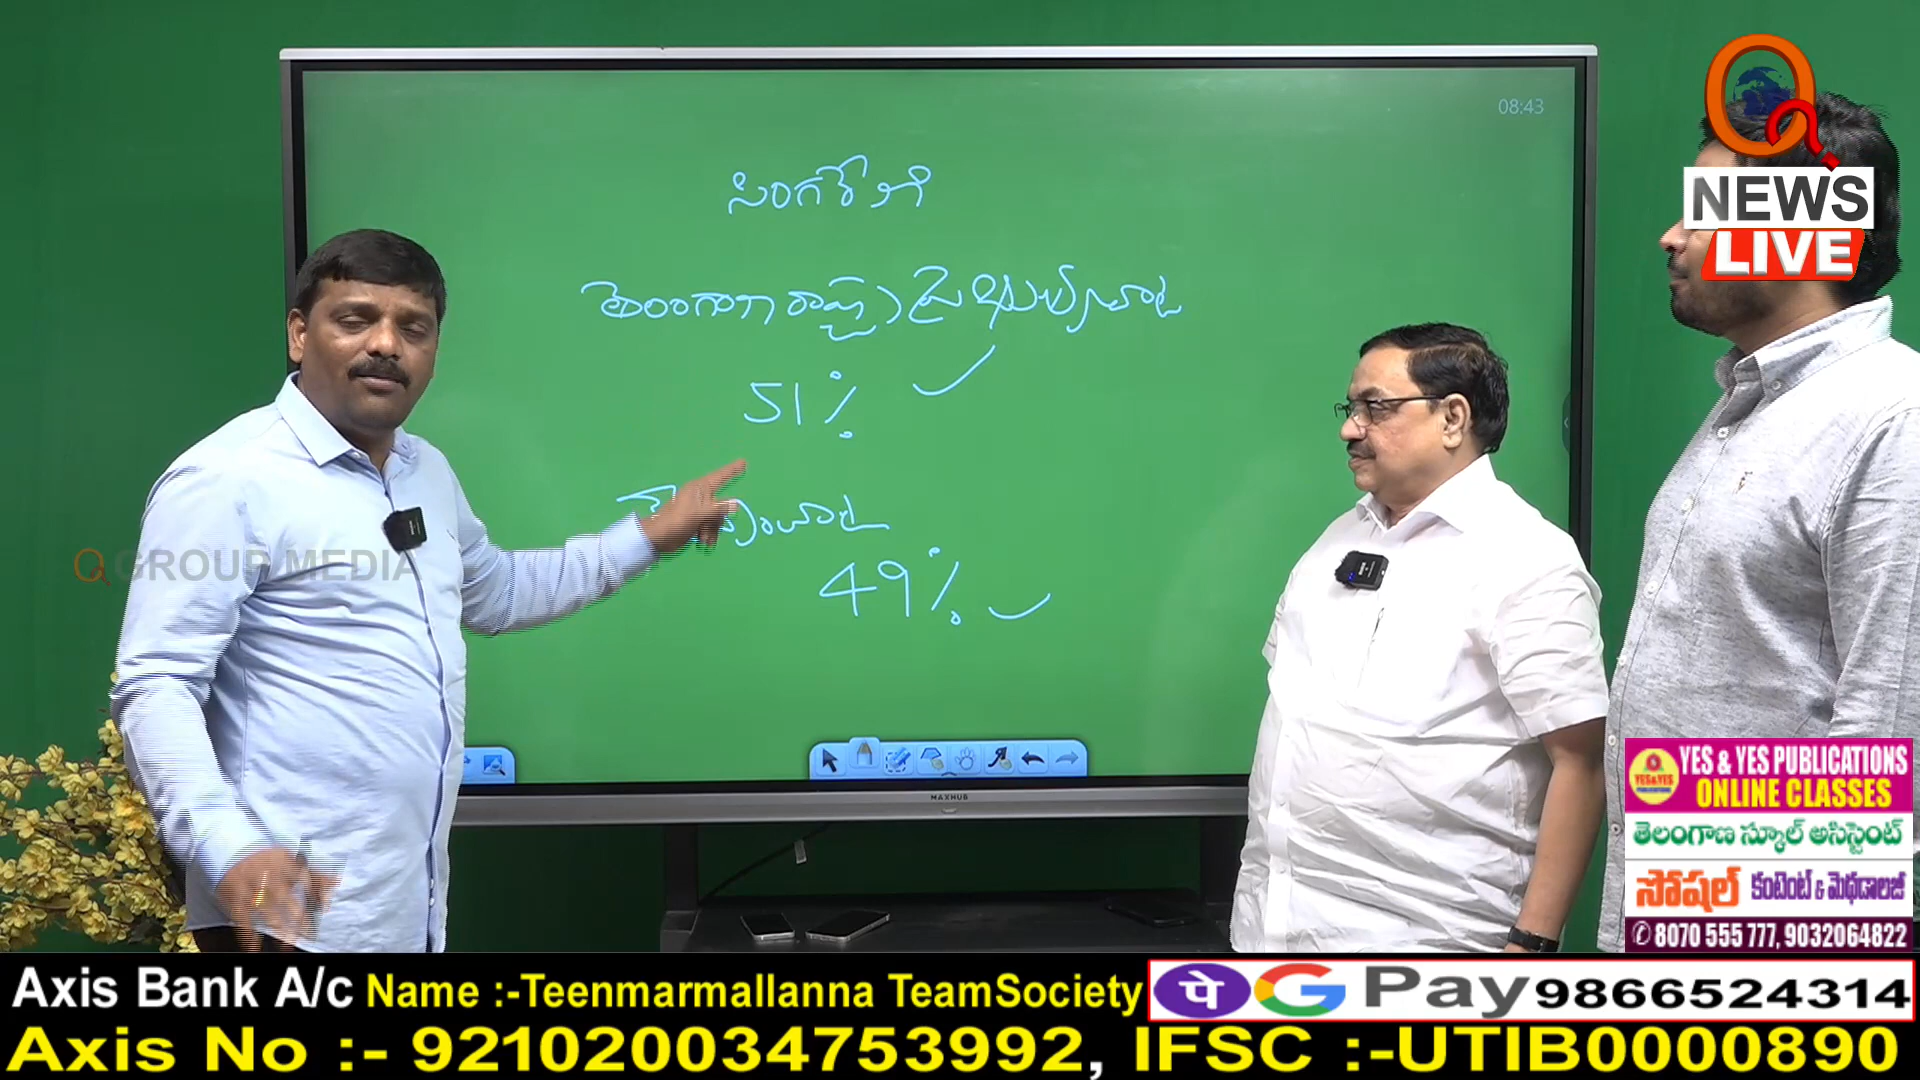 08:43
Q
NEWS
LIVE
సింగరేణి
తెలంగాణ రాష్ట్ర ప్రభుత్వ వాట
51%
వాట
49%
Q GROUP MEDIA
MAXHUB
YES & YES PUBLICATIONS
ONLINE CLASSES
తెలంగాణ స్కూల్ అసిస్టెంట్
సోషల్ కంటెంట్ & మెథడాలజీ
✆ 8070 555 777, 9032064822
Axis Bank A/c Name :-Teenmarmallanna TeamSociety
पे G Pay 9866524314
Axis No :- 921020034753992, IFSC :-UTIB0000890